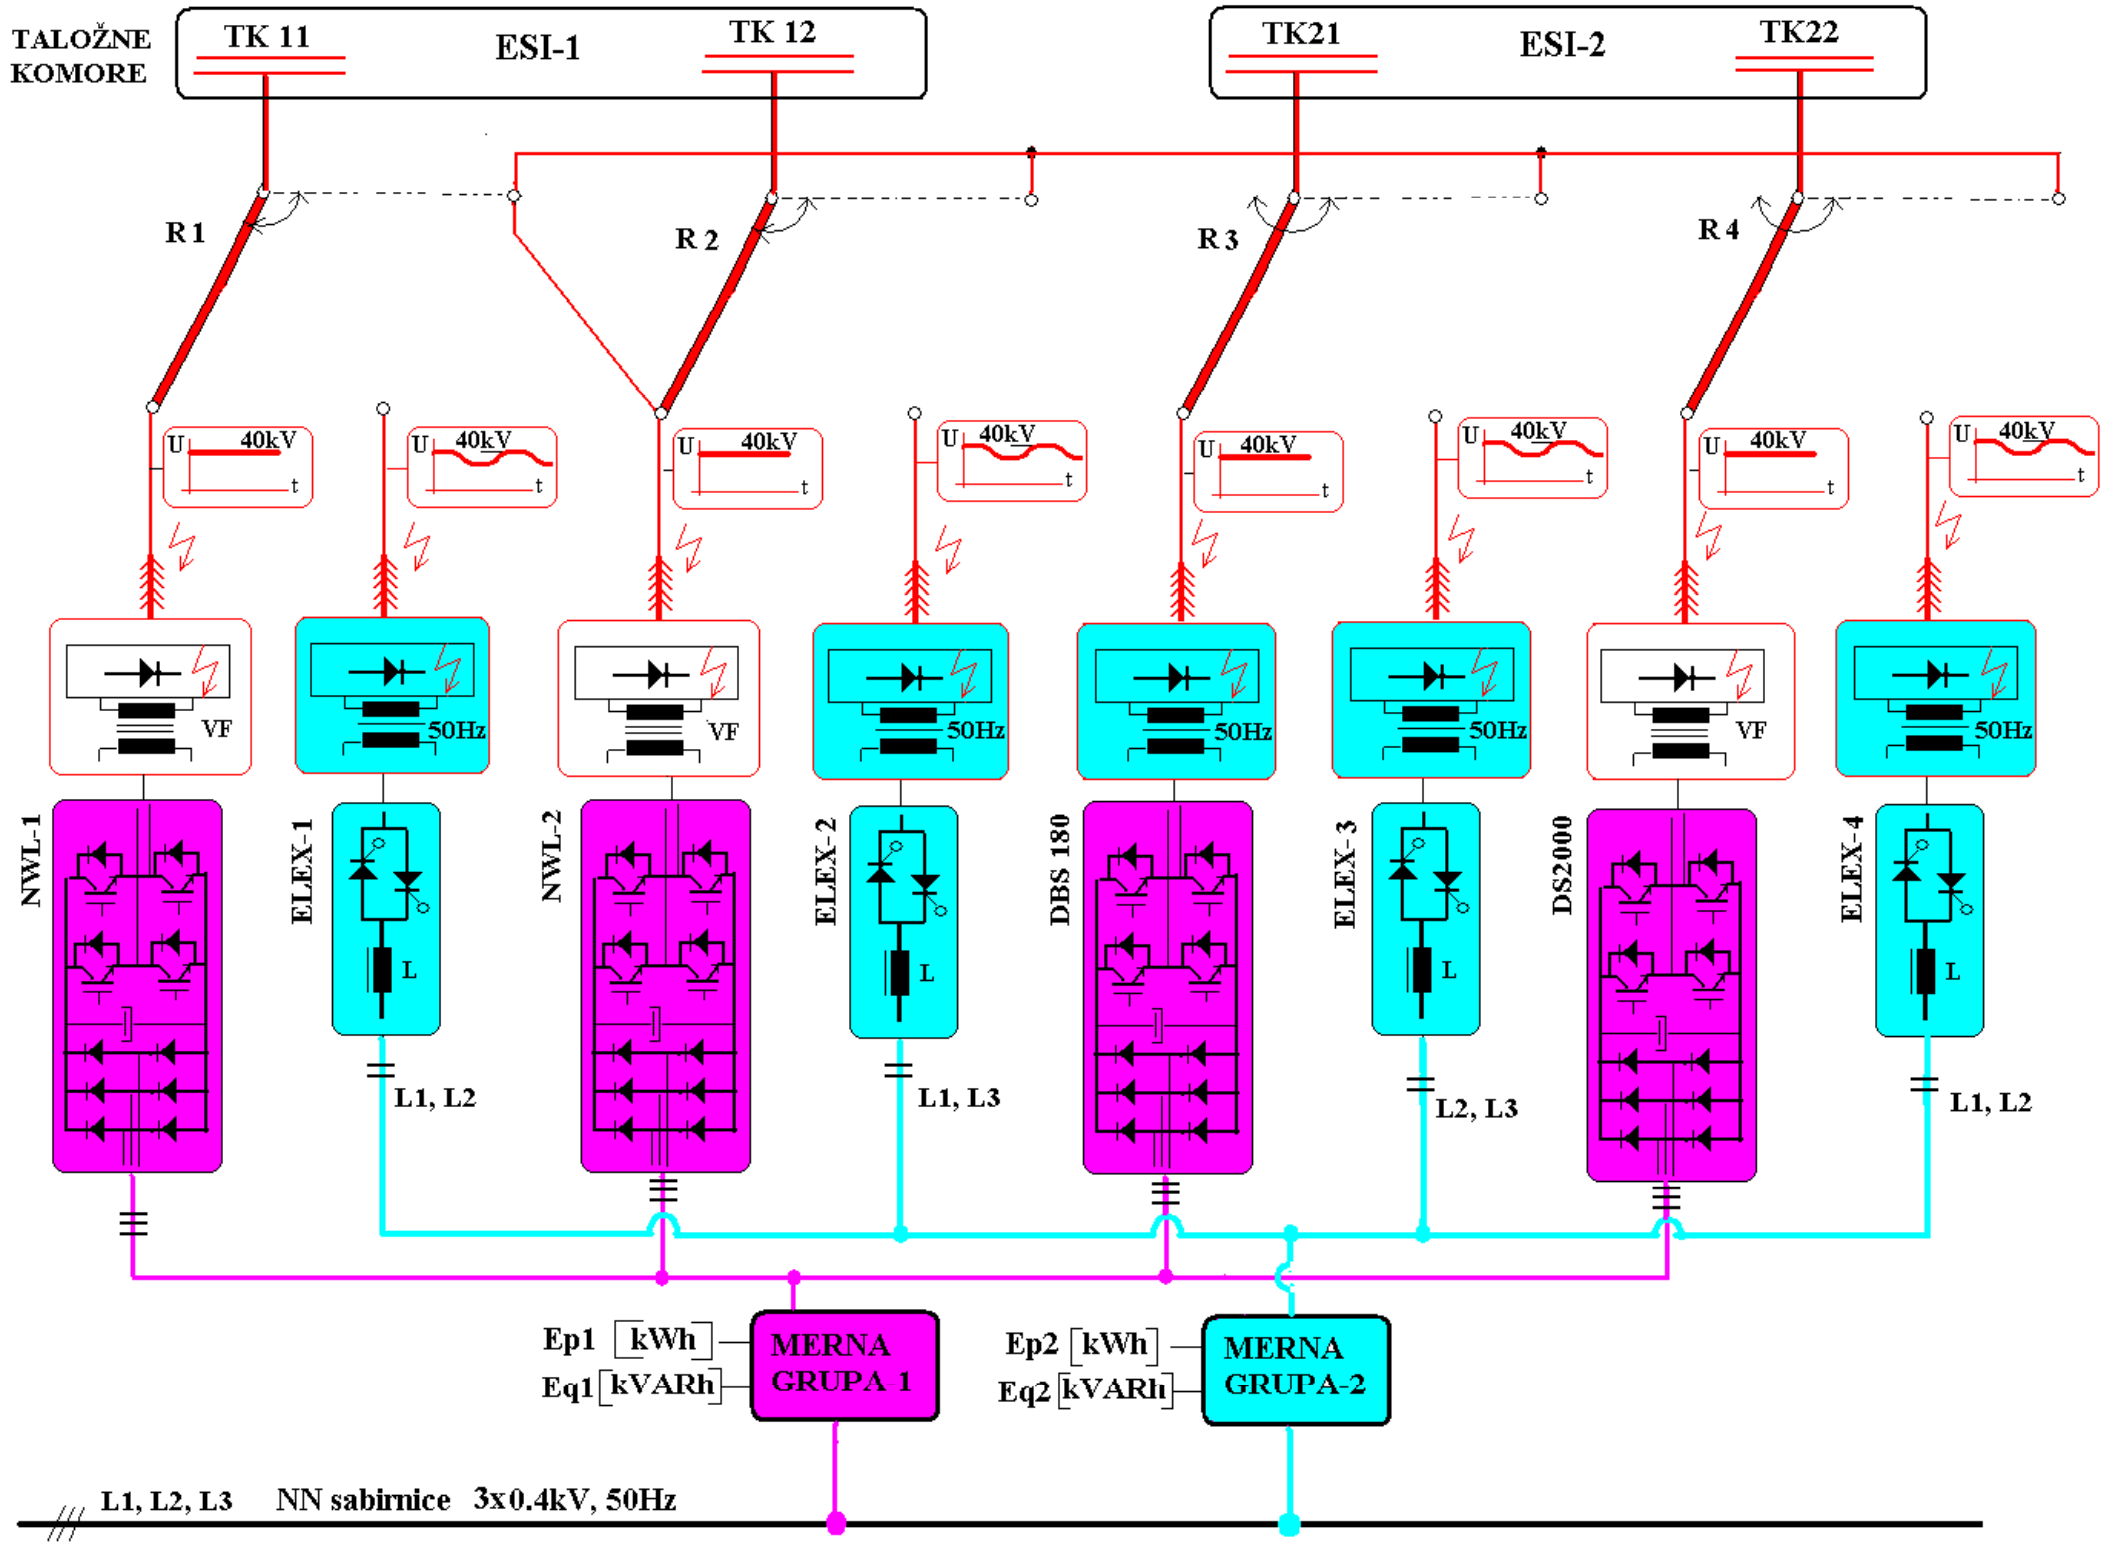 TALOŽNE
KOMORE
TK 11
ESI-1
TK 12
TK21
ESI-2
TK22
R 1
R 2
R 3
R 4
U 40kV
t
U 40kV
t
U 40kV
t
U 40kV
t
U 40kV
t
U 40kV
t
U 40kV
t
U 40kV
VF
50Hz
VF
50Hz
50Hz
50Hz
VF
50Hz
NWL-1
ELEX-1
NWL-2
ELEX-2
DBS 180
ELEX-3
DS2000
ELEX-4
L
L
L
L
L1, L2
L1, L3
L2, L3
L1, L2
Ep1 [kWh]
Eq1[kVARh]
MERNA
GRUPA-1
Ep2 [kWh]
Eq2[kVARh]
MERNA
GRUPA-2
L1, L2, L3 NN sabirnice 3x0.4kV, 50Hz